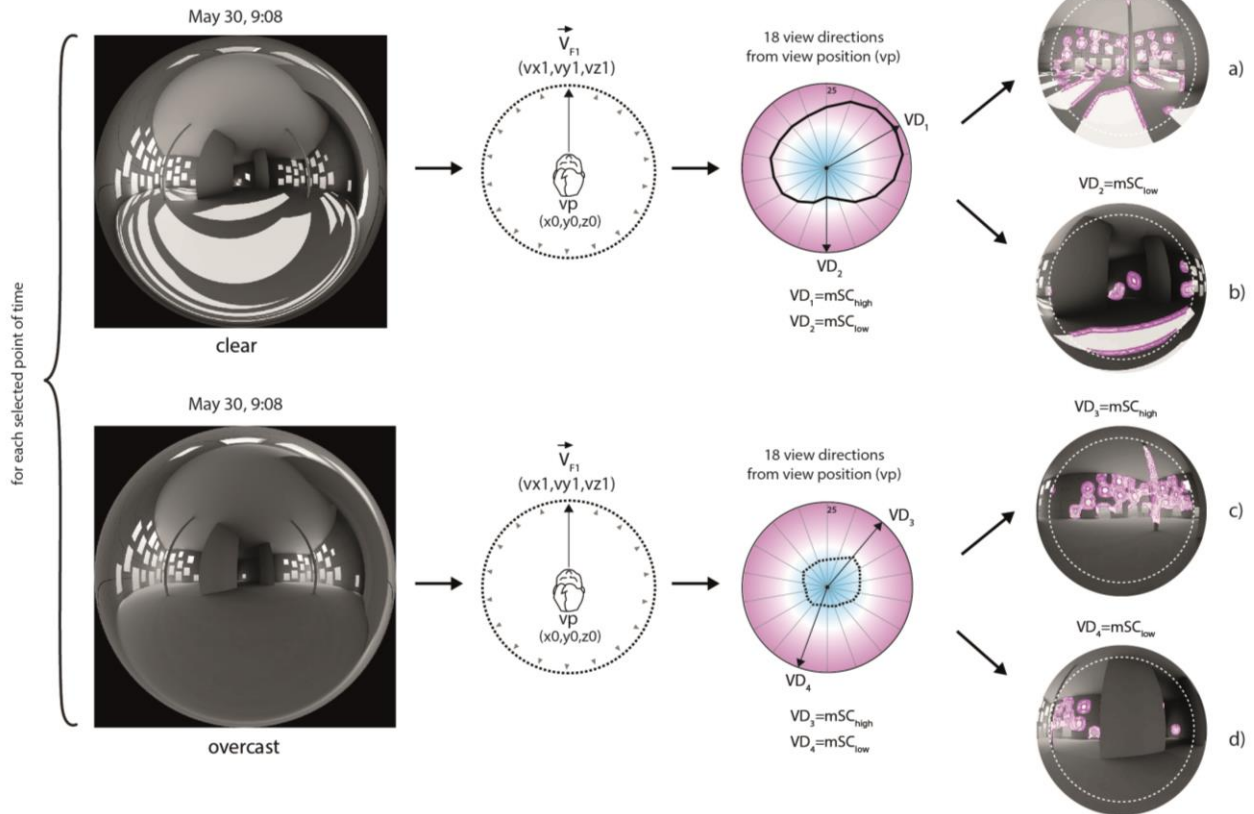 for each selected point of time
May 30, 9:08
clear
V
F1
(vx1,vy1,vz1)
vp
(x0,y0,z0)
18 view directions
from view position (vp)
25
VD1
VD2
VD1=mSChigh
VD2=mSClow
a)
VD2=mSClow
b)
May 30, 9:08
overcast
V
F1
(vx1,vy1,vz1)
vp
(x0,y0,z0)
18 view directions
from view position (vp)
25
VD3
VD4
VD3=mSChigh
VD4=mSClow
VD3=mSChigh
c)
VD4=mSClow
d)